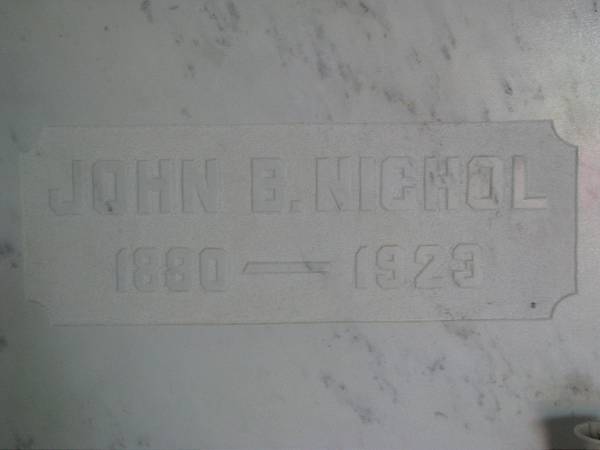 JOHN B. NICHOL
1880 — 1923